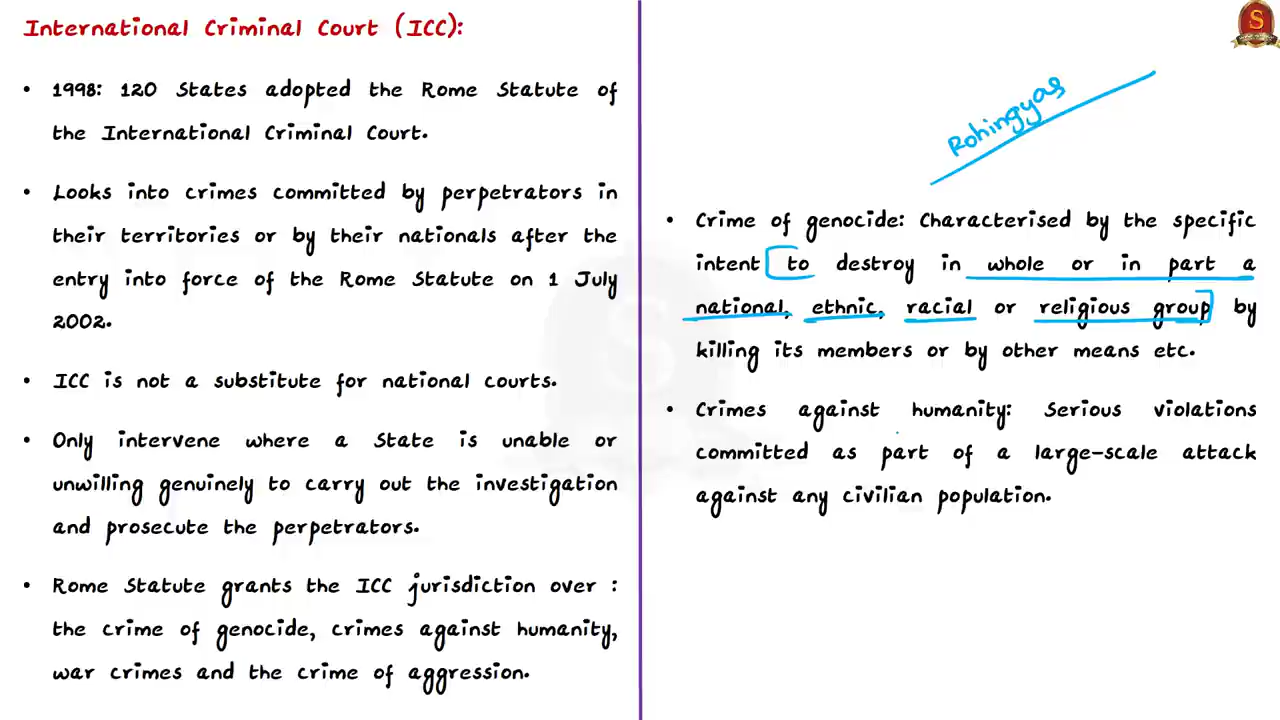 International Criminal Court (ICC):
• 1998: 120 States adopted the Rome Statute of
the International Criminal Court.
• Looks into crimes committed by perpetrators in
their territories or by their nationals after the
entry into force of the Rome Statute on 1 July
2002.
• ICC is not a substitute for national courts.
• Only intervene where a State is unable or
unwilling genuinely to carry out the investigation
and prosecute the perpetrators.
• Rome Statute grants the ICC jurisdiction over :
the crime of genocide, crimes against humanity,
war crimes and the crime of aggression.
S
Rohingyas
• Crime of genocide: Characterised by the specific
intent to destroy in whole or in part a
national, ethnic, racial or religious group by
killing its members or by other means etc.
• Crimes against humanity: Serious violations
committed as part of a large-scale attack
against any civilian population.